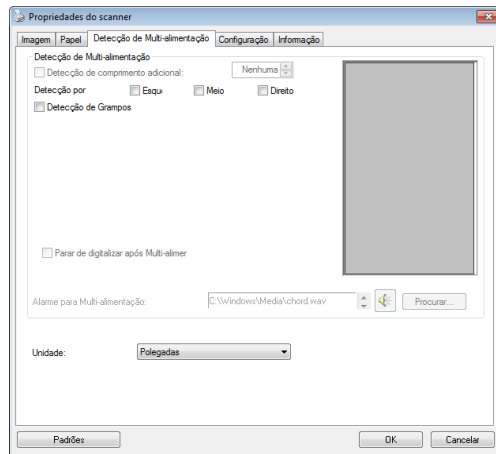 Propriedades do scanner
Imagem Papel Detecção de Multi-alimentação Configuração Informação
Detecção de Multi-alimentação
Detecção de comprimento adicional: Nenhuma
Detecção por Esqu Meio Direito
Detecção de Grampos
Parar de digitalizar após Multi-alimer
Alarme para Multi-alimentação: C:\Windows\Media\chord.wav Procurar...
Unidade: Polegadas
Padrões OK Cancelar